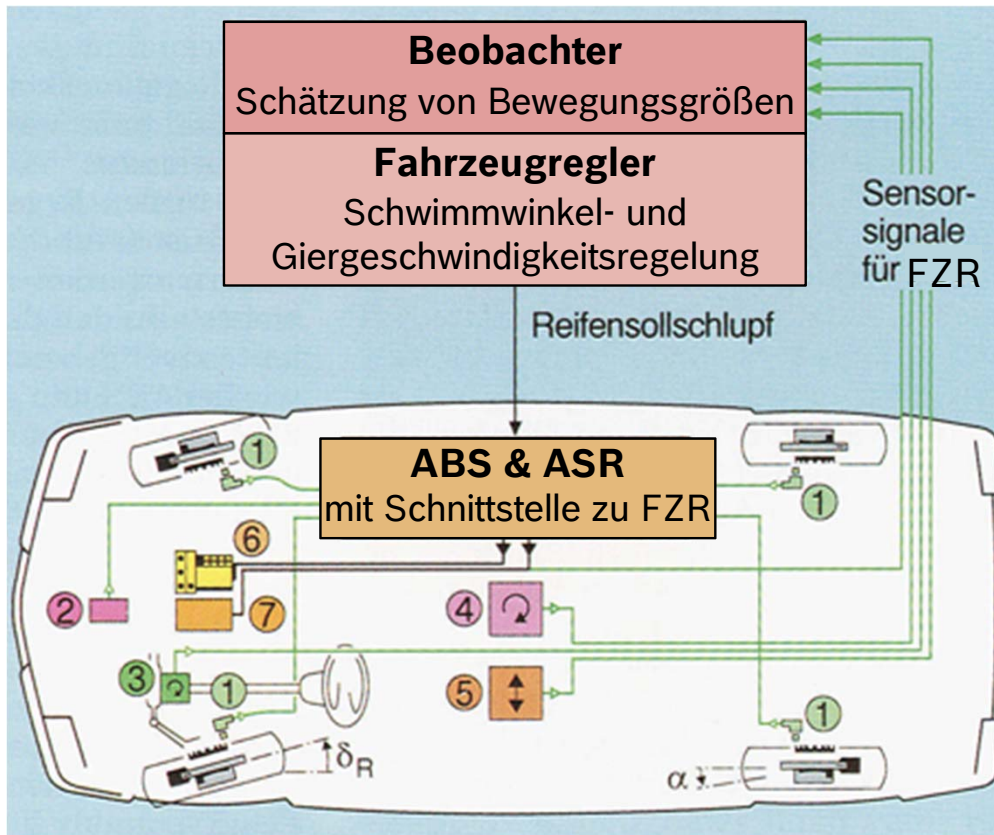 Beobachter
Schätzung von Bewegungsgrößen
Fahrzeugregler
Schwimmwinkel- und
Giergeschwindigkeitsregelung
Sensor-
signale
für FZR
Reifensollschlupf
ABS & ASR
mit Schnittstelle zu FZR
1
1
6
2
7
4
3
1
5
1
δR
α